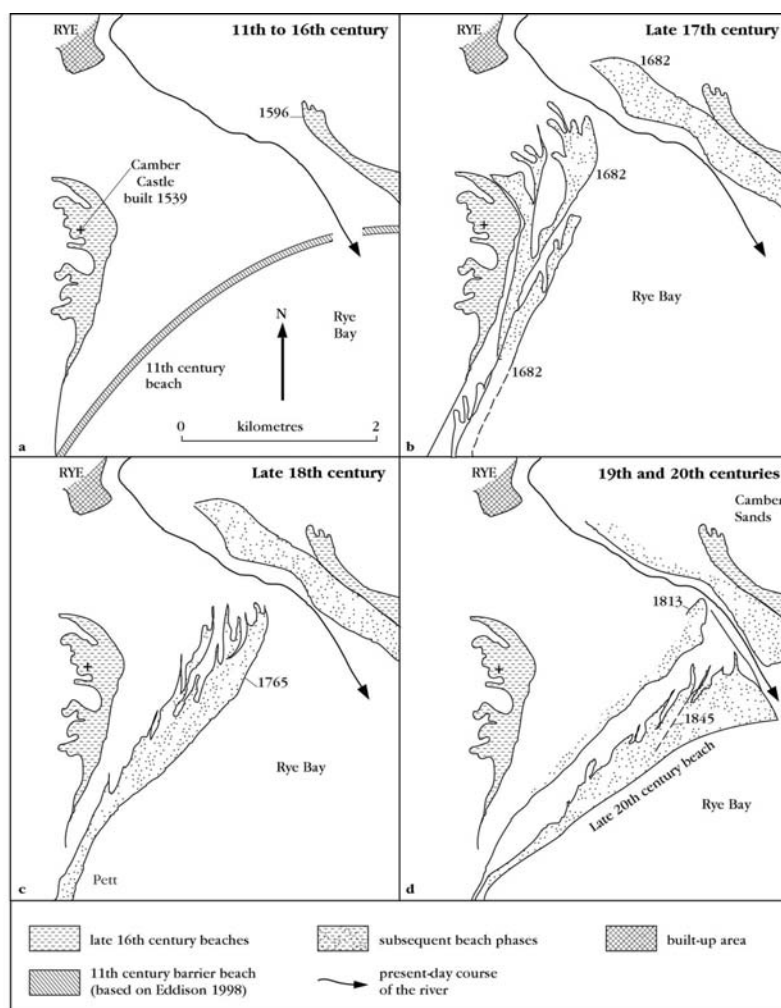 RYE
11th to 16th century
1596
Camber
Castle
built 1539
N
Rye
Bay
11th century
beach
0 kilometres 2
a
RYE
Late 17th century
1682
1682
Rye Bay
1682
b
RYE
Late 18th century
1765
Rye Bay
Pett
c
RYE
19th and 20th centuries
Camber
Sands
1813
1845
Late 20th century beach
Rye Bay
d
late 16th century beaches
subsequent beach phases
built-up area
11th century barrier beach
(based on Eddison 1998)
present-day course
of the river